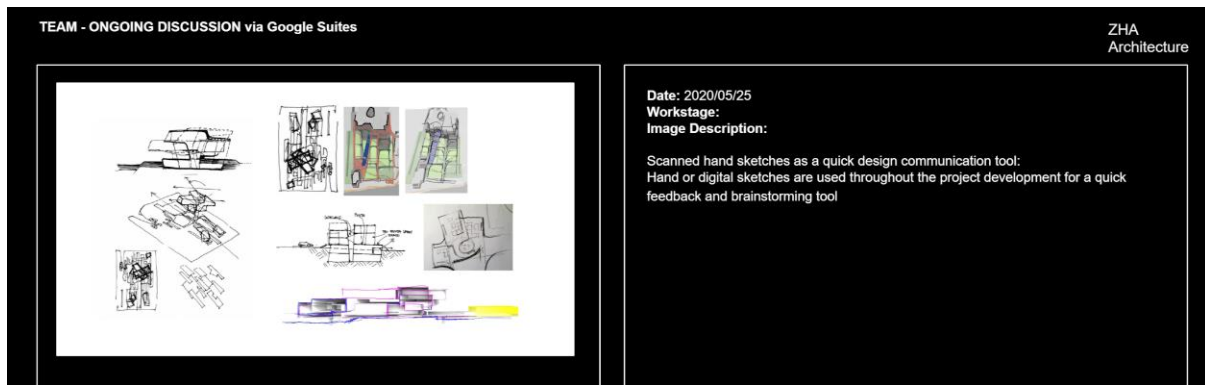 TEAM - ONGOING DISCUSSION via Google Suites
ZHA
Architecture
Date: 2020/05/25
Workstage:
Image Description:
Scanned hand sketches as a quick design communication tool:
Hand or digital sketches are used throughout the project development for a quick
feedback and brainstorming tool